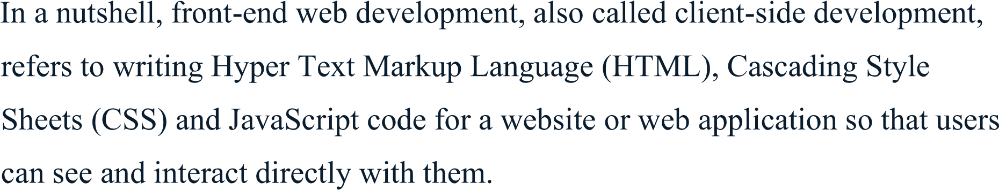 In a nutshell, front-end web development, also called client-side development,
refers to writing Hyper Text Markup Language (HTML), Cascading Style
Sheets (CSS) and JavaScript code for a website or web application so that users
can see and interact directly with them.